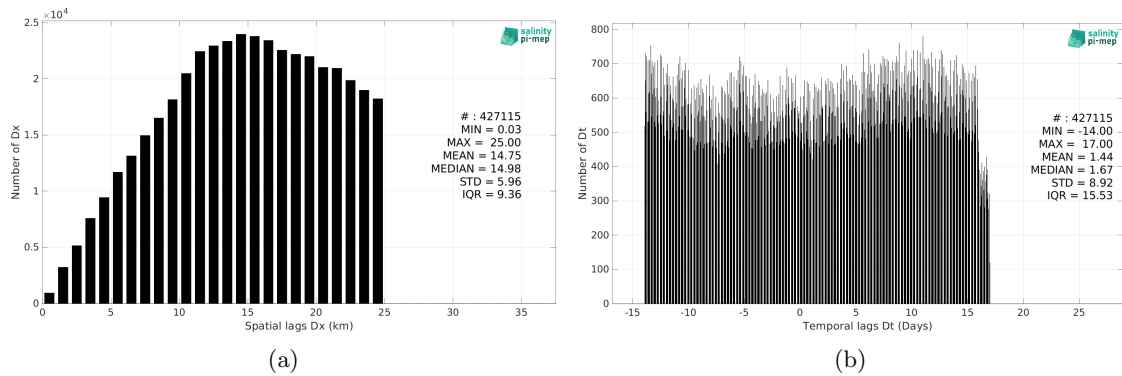 2.5 ×10⁴
2
1.5
1
0.5
0
0 5 10 15 20 25 30 35
Number of Dx
Spatial lags Dx (km)
salinity
pi-mep
# : 427115
MIN = 0.03
MAX = 25.00
MEAN = 14.75
MEDIAN = 14.98
STD = 5.96
IQR = 9.36
(a)
800
700
600
500
400
300
200
100
0
-15 -10 -5 0 5 10 15 20 25
Number of Dt
Temporal lags Dt (Days)
salinity
pi-mep
# : 427115
MIN = -14.00
MAX = 17.00
MEAN = 1.44
MEDIAN = 1.67
STD = 8.92
IQR = 15.53
(b)